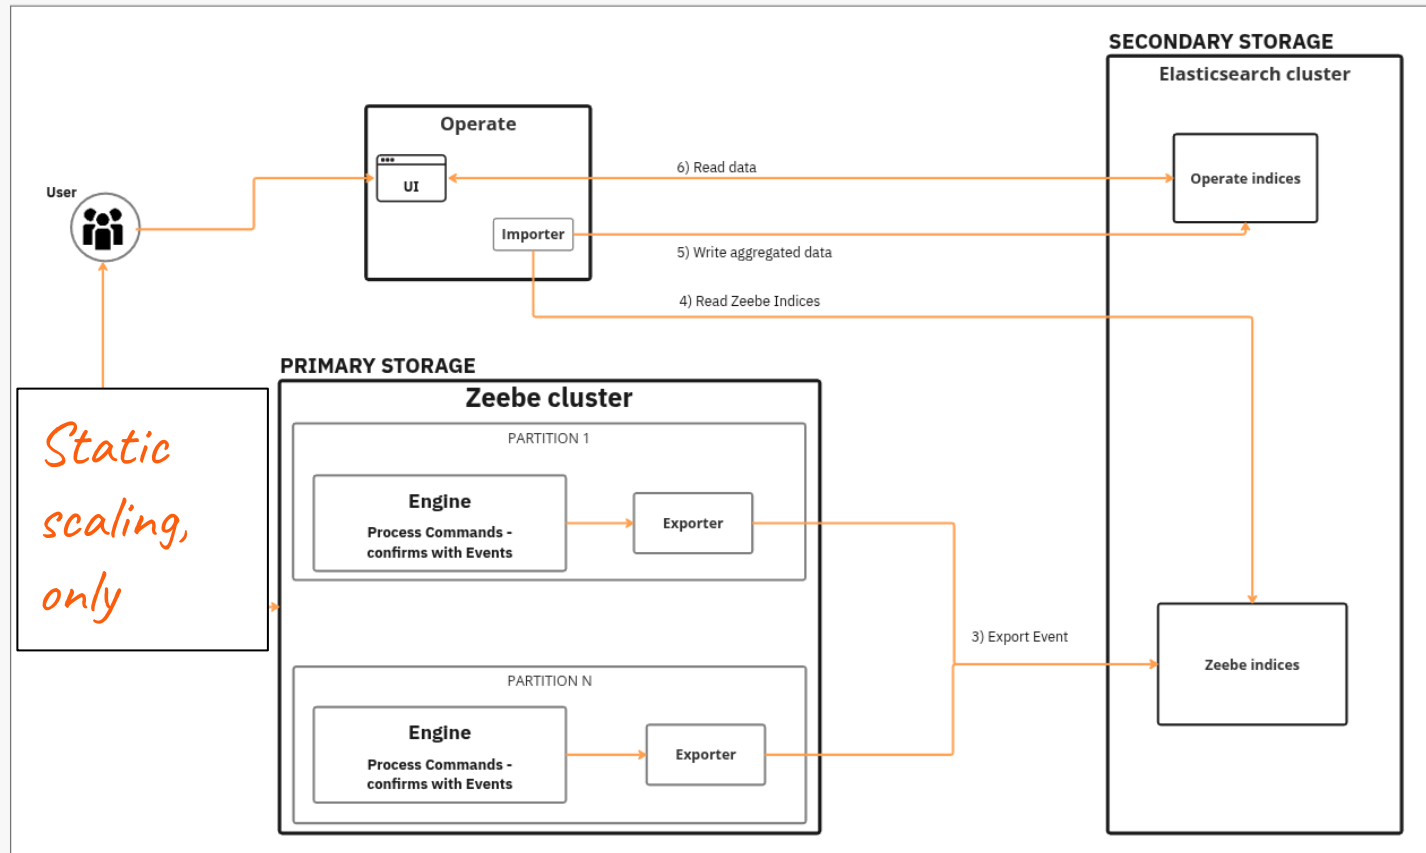 SECONDARY STORAGE
Elasticsearch cluster
Operate
UI
6) Read data
Operate indices
User
Importer
5) Write aggregated data
4) Read Zeebe Indices
PRIMARY STORAGE
Zeebe cluster
PARTITION 1
Static
scaling,
only
Engine
Process Commands -
confirms with Events
Exporter
3) Export Event
Zeebe indices
PARTITION N
Engine
Process Commands -
confirms with Events
Exporter